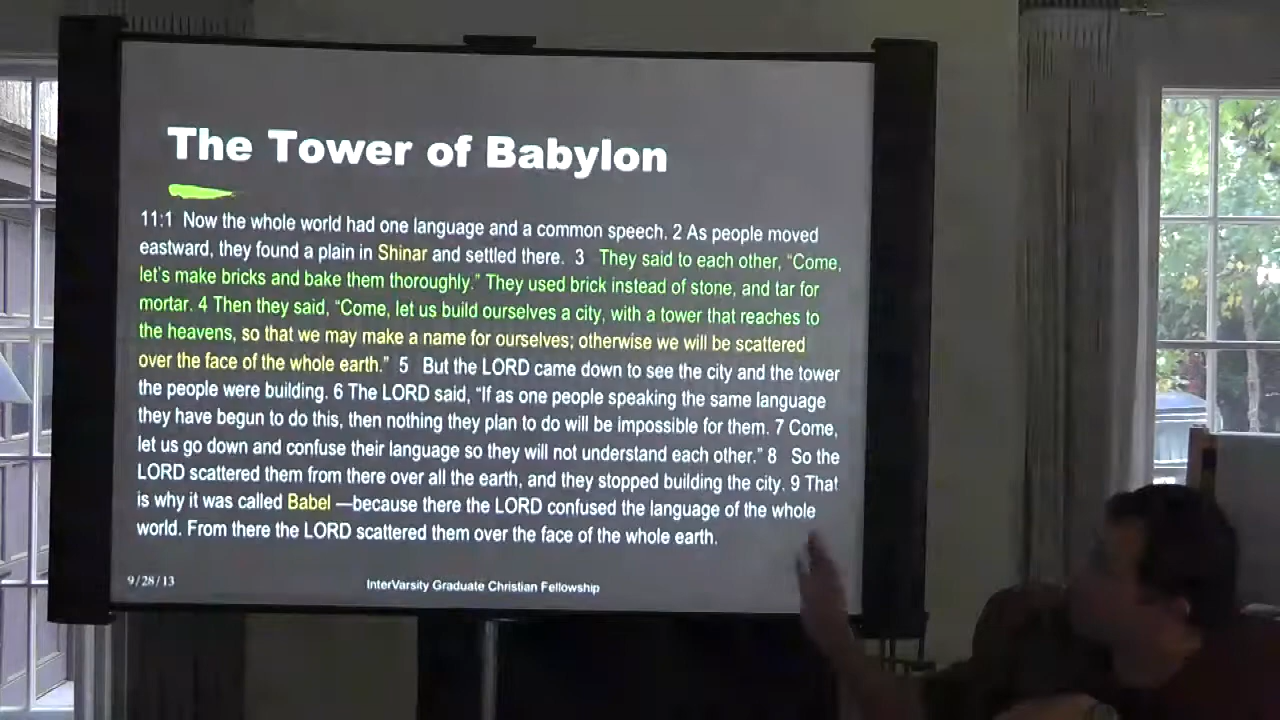 The Tower of Babylon
11:1 Now the whole world had one language and a common speech. 2 As people moved
eastward, they found a plain in Shinar and settled there. 3 They said to each other, “Come,
let’s make bricks and bake them thoroughly.” They used brick instead of stone, and tar for
mortar. 4 Then they said, “Come, let us build ourselves a city, with a tower that reaches to
the heavens, so that we may make a name for ourselves; otherwise we will be scattered
over the face of the whole earth.” 5 But the LORD came down to see the city and the tower
the people were building. 6 The LORD said, “If as one people speaking the same language
they have begun to do this, then nothing they plan to do will be impossible for them. 7 Come,
let us go down and confuse their language so they will not understand each other.” 8 So the
LORD scattered them from there over all the earth, and they stopped building the city. 9 That
is why it was called Babel —because there the LORD confused the language of the whole
world. From there the LORD scattered them over the face of the whole earth.
9/28/13
InterVarsity Graduate Christian Fellowship